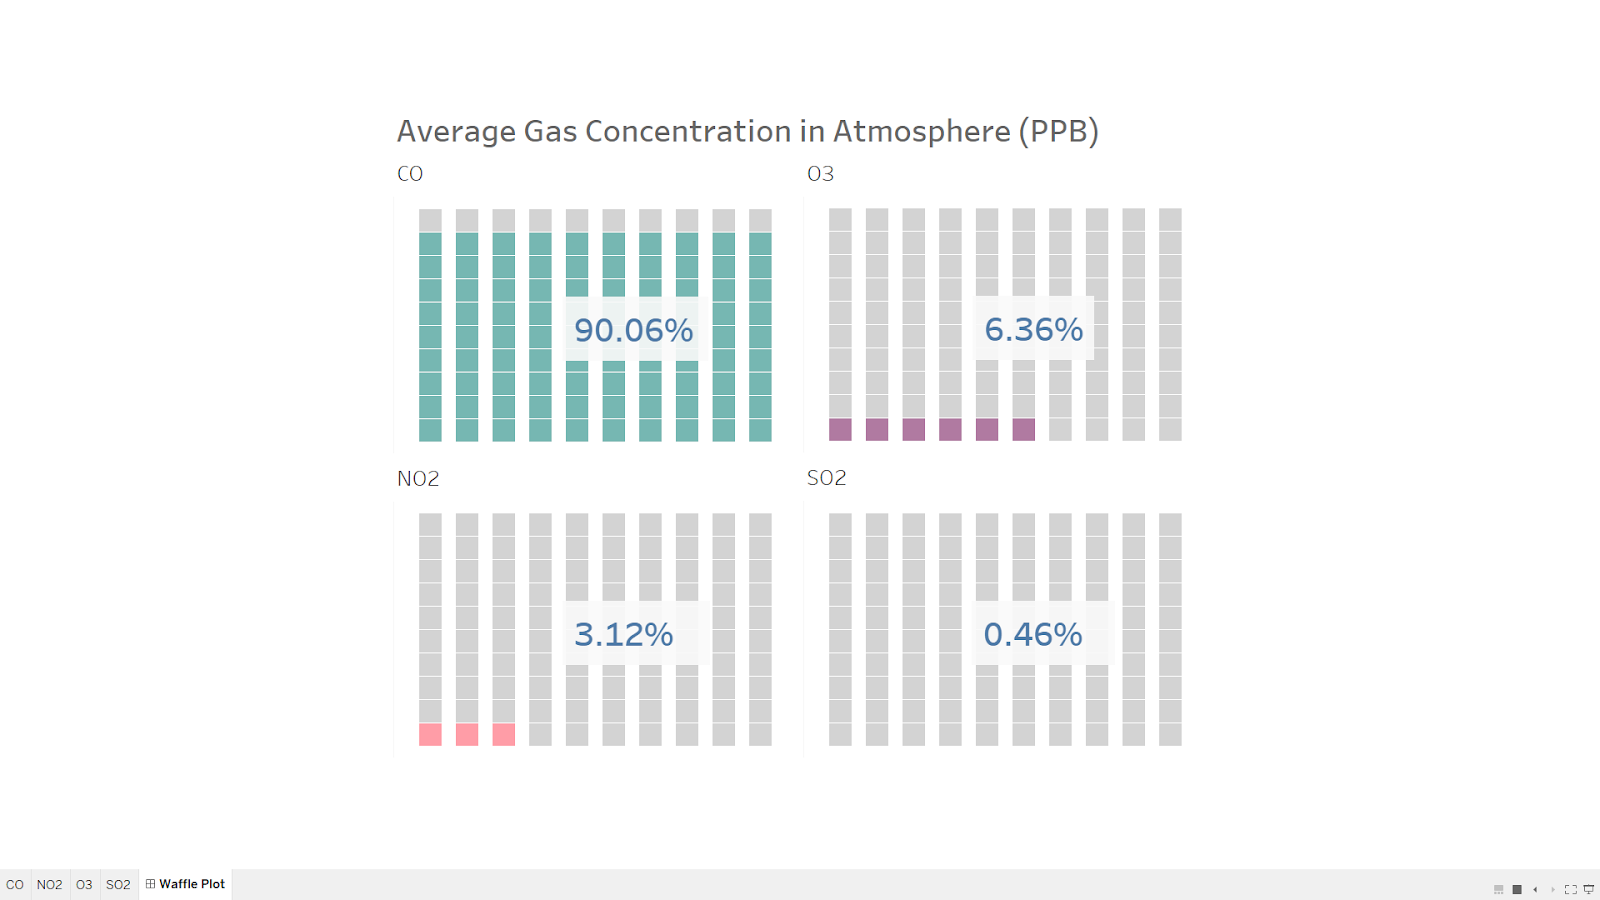 Average Gas Concentration in Atmosphere (PPB)
CO
O3
90.06%
6.36%
NO2
SO2
3.12%
0.46%
CO NO2 O3 SO2 Waffle Plot